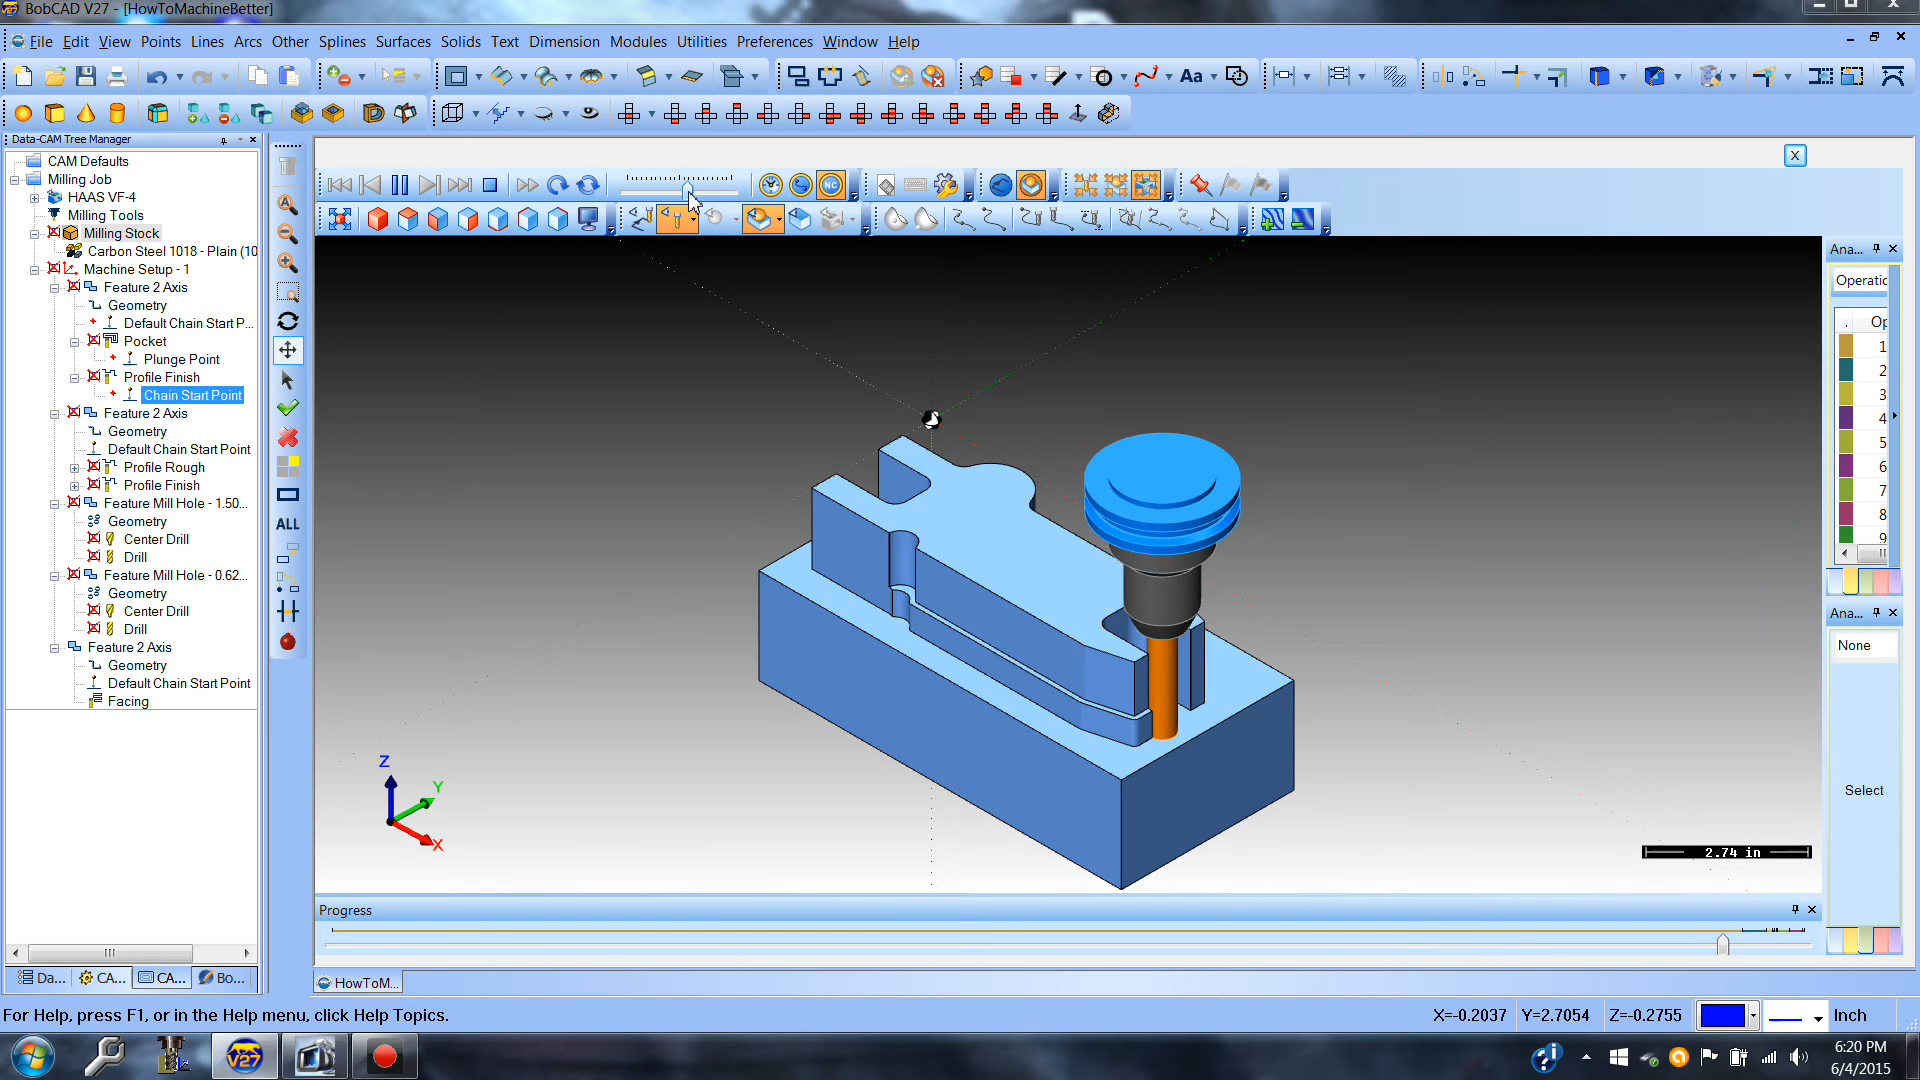 BobCAD V27 - [HowToMachineBetter]
File Edit View Points Lines Arcs Other Splines Surfaces Solids Text Dimension Modules Utilities Preferences Window Help
Aa
Data-CAM Tree Manager
CAM Defaults
Milling Job
HAAS VF-4
Milling Tools
Milling Stock
Carbon Steel 1018 - Plain (10
Machine Setup - 1
Feature 2 Axis
Geometry
Default Chain Start P...
Pocket
Plunge Point
Profile Finish
Chain Start Point
Feature 2 Axis
Geometry
Default Chain Start Point
Profile Rough
Profile Finish
Feature Mill Hole - 1.50...
Geometry
Center Drill
Drill
Feature Mill Hole - 0.62...
Geometry
Center Drill
Drill
Feature 2 Axis
Geometry
Default Chain Start Point
Facing
Da... CA... CA... Bo...
ALL
X
NC
Z
Y
X
2.74 in
Ana...
Operatic
. Op
1
2
3
4
5
6
7
8
9
Ana...
None
Select
Progress
HowToM...
For Help, press F1, or in the Help menu, click Help Topics.
X=-0.2037 Y=2.7054 Z=-0.2755 Inch
V27
6:20 PM
6/4/2015